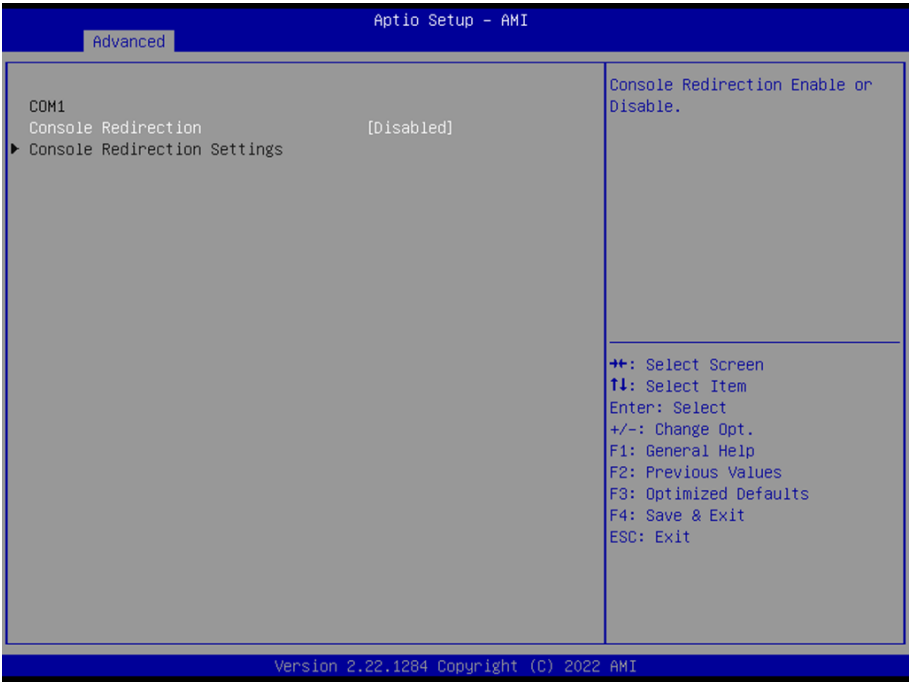 Aptio Setup – AMI
Advanced
COM1
Console Redirection [Disabled]
▶ Console Redirection Settings
Console Redirection Enable or
Disable.
→←: Select Screen
↑↓: Select Item
Enter: Select
+/-: Change Opt.
F1: General Help
F2: Previous Values
F3: Optimized Defaults
F4: Save & Exit
ESC: Exit
Version 2.22.1284 Copyright (C) 2022 AMI